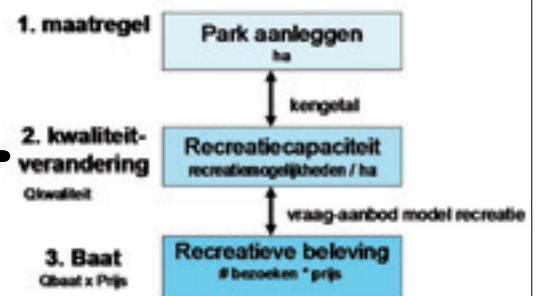 1. maatregel
Park aanleggen
ha
kengetal
2. kwaliteit-
verandering
Qkwaliteit
Recreatiecapaciteit
recreatiemogelijkheden / ha
vraag-aanbod model recreatie
3. Baat
Qbaat x Prijs
Recreatieve beleving
# bezoeken * prijs